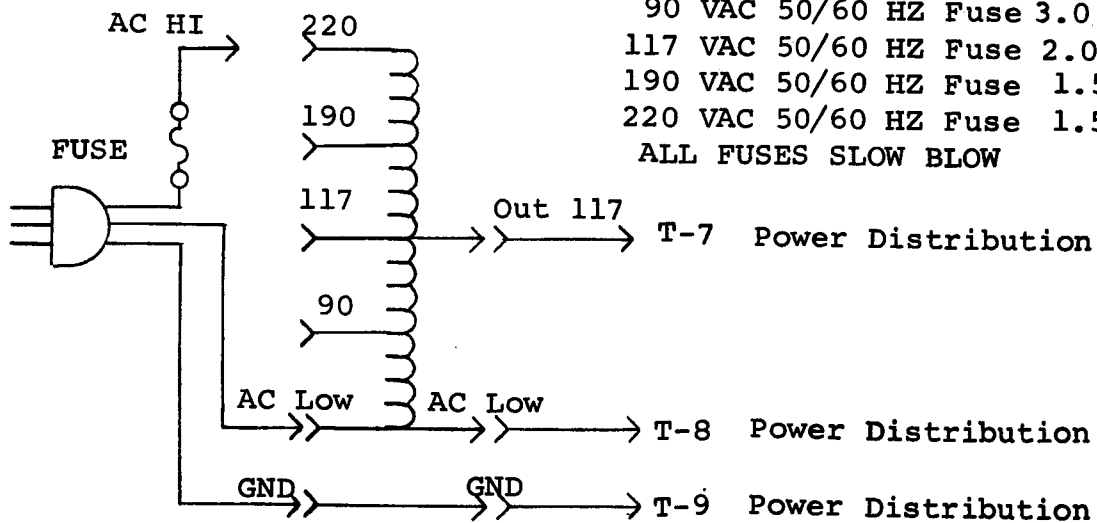 AC HI
220
90 VAC 50/60 HZ Fuse 3.0
117 VAC 50/60 HZ Fuse 2.0
190 VAC 50/60 HZ Fuse 1.5
220 VAC 50/60 HZ Fuse 1.5
ALL FUSES SLOW BLOW
190
FUSE
117
Out 117
T-7 Power Distribution
90
AC Low
AC Low
T-8 Power Distribution
GND
GND
T-9 Power Distribution